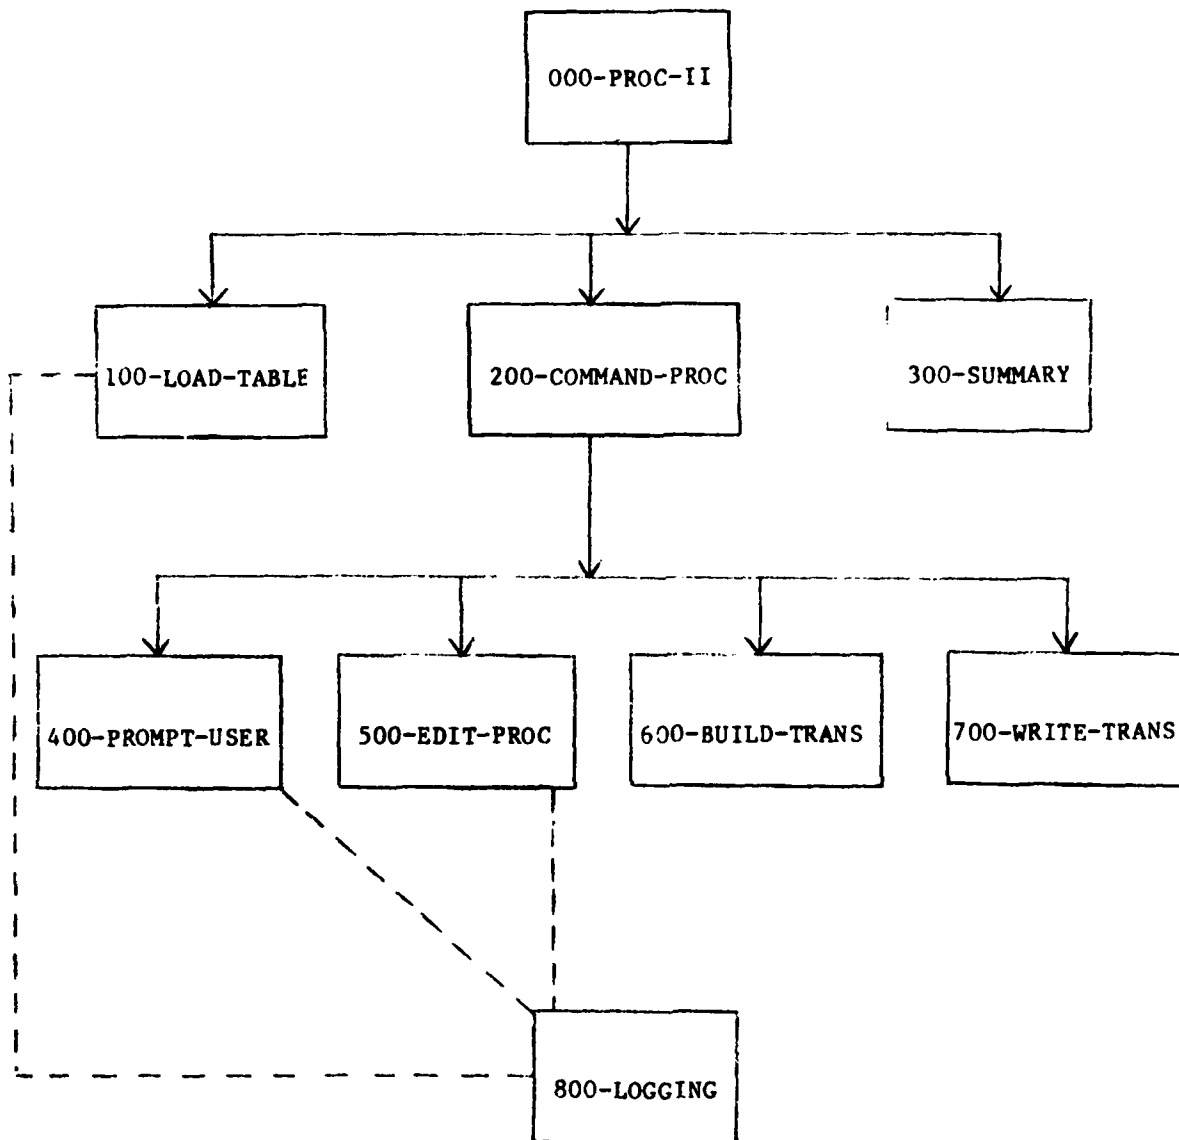 000-PROC-II
100-LOAD-TABLE
200-COMMAND-PROC
300-SUMMARY
400-PROMPT-USER
500-EDIT-PROC
600-BUILD-TRANS
700-WRITE-TRANS
800-LOGGING